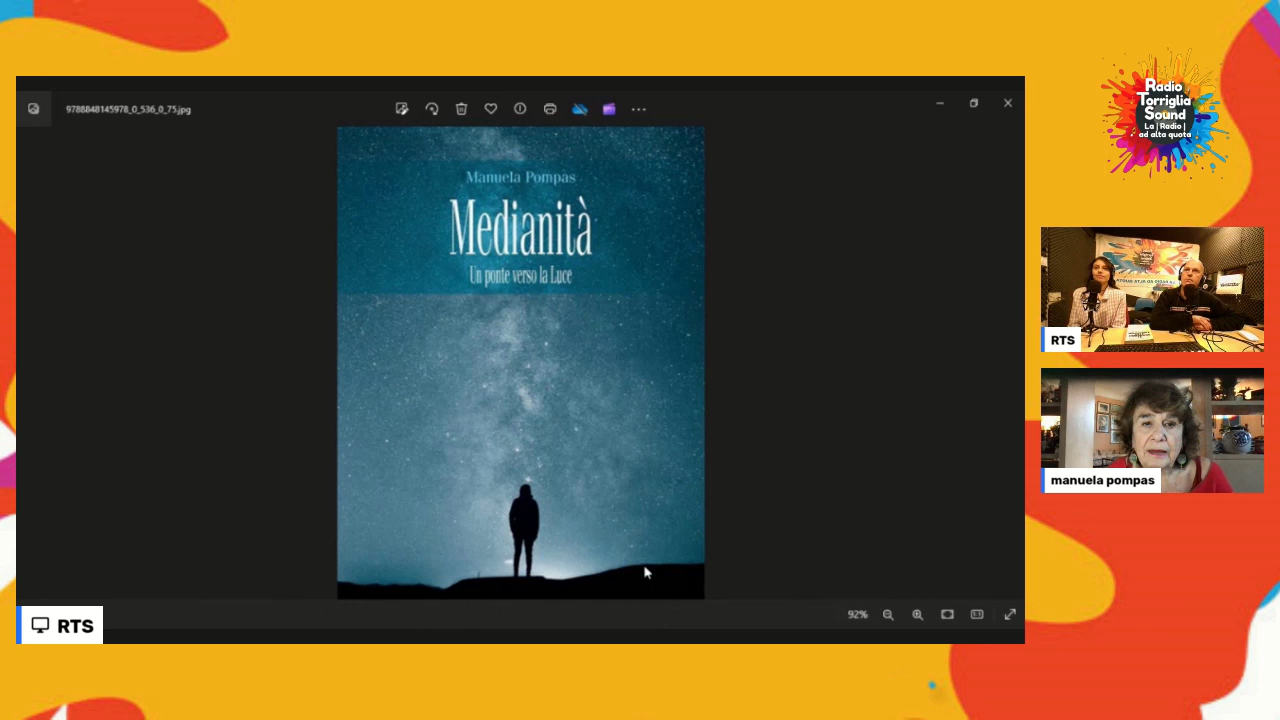 9788848145978_0_536_0_75.jpg
Manuela Pompas
Medianità
Un ponte verso la Luce
92%
RTS
Radio
Torriglia
Sound
La | Radio |
ad alta quota
RTS
manuela pompas